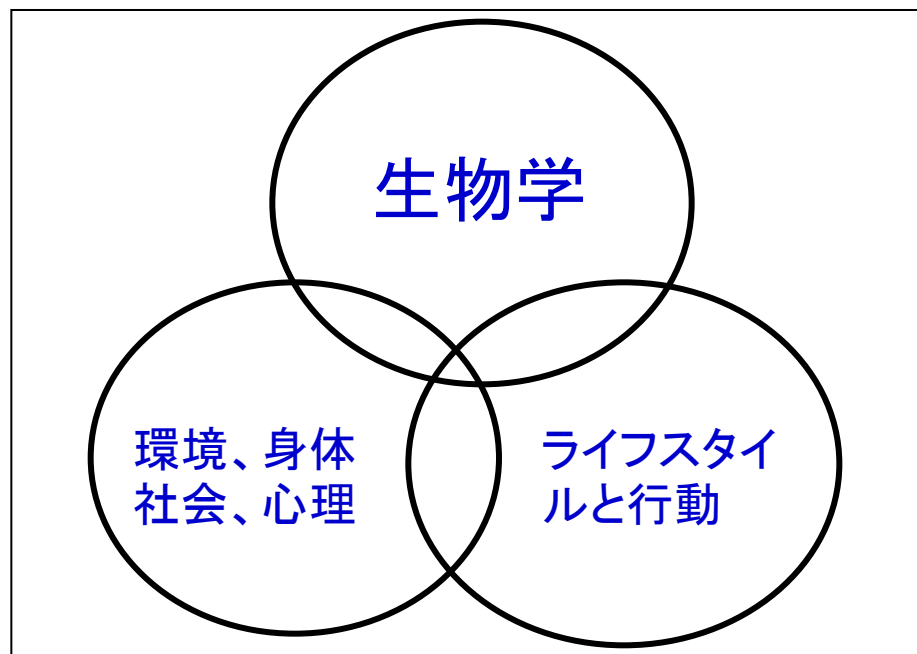 生物学
環境、身体
社会、心理
ライフスタイ
ルと行動